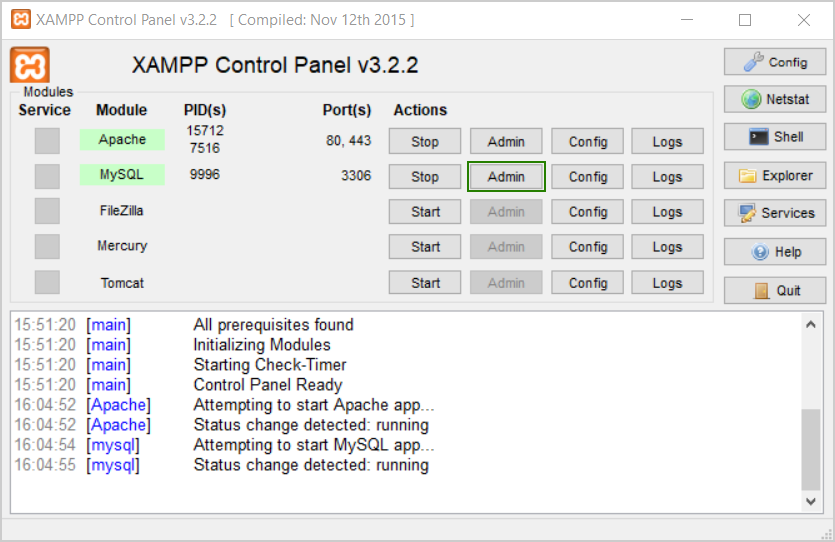 XAMPP Control Panel v3.2.2 [ Compiled: Nov 12th 2015 ]
XAMPP Control Panel v3.2.2
Config
Modules
Service Module PID(s) Port(s) Actions
Netstat
Apache 15712 7516 80, 443 Stop Admin Config Logs
Shell
MySQL 9996 3306 Stop Admin Config Logs
Explorer
FileZilla Start Admin Config Logs
Services
Mercury Start Admin Config Logs
Help
Tomcat Start Admin Config Logs
Quit
15:51:20 [main] All prerequisites found
15:51:20 [main] Initializing Modules
15:51:20 [main] Starting Check-Timer
15:51:20 [main] Control Panel Ready
16:04:52 [Apache] Attempting to start Apache app...
16:04:52 [Apache] Status change detected: running
16:04:54 [mysql] Attempting to start MySQL app...
16:04:55 [mysql] Status change detected: running